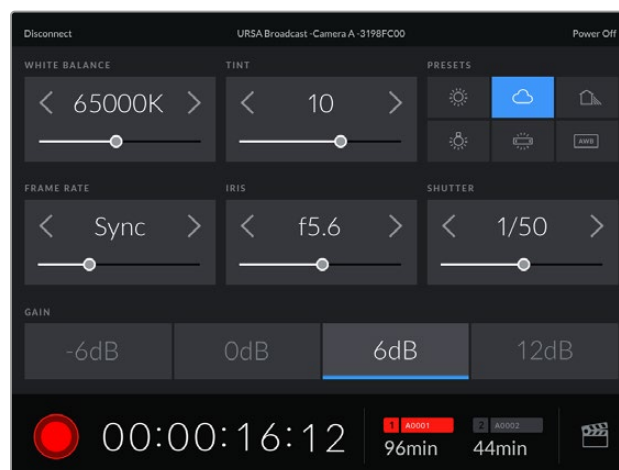 Disconnect URSA Broadcast -Camera A -3198FC00 Power Off
WHITE BALANCE TINT PRESETS
65000K 10
AWB
FRAME RATE IRIS SHUTTER
Sync f5.6 1/50
GAIN
-6dB 0dB 6dB 12dB
00:00:16:12 1 A0001 2 A0002
96min 44min